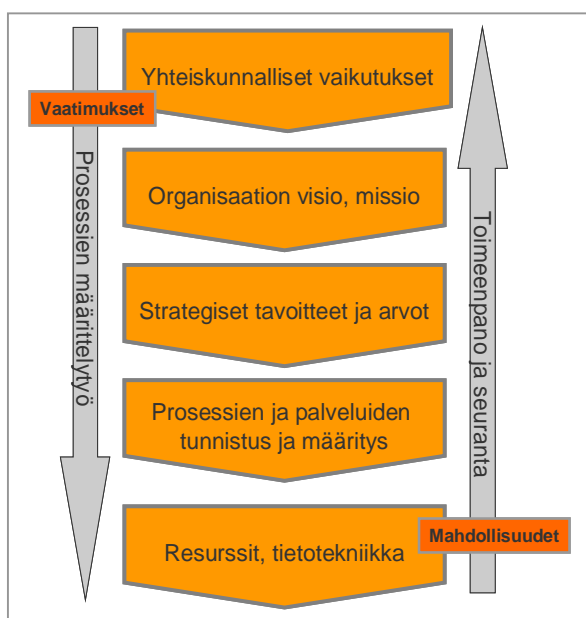 Yhteiskunnalliset vaikutukset
Vaatimukset
Prosessien määrittelytyö
Organisaation visio, missio
Toimeenpano ja seuranta
Strategiset tavoitteet ja arvot
Prosessien ja palveluiden
tunnistus ja määritys
Resurssit, tietotekniikka
Mahdollisuudet